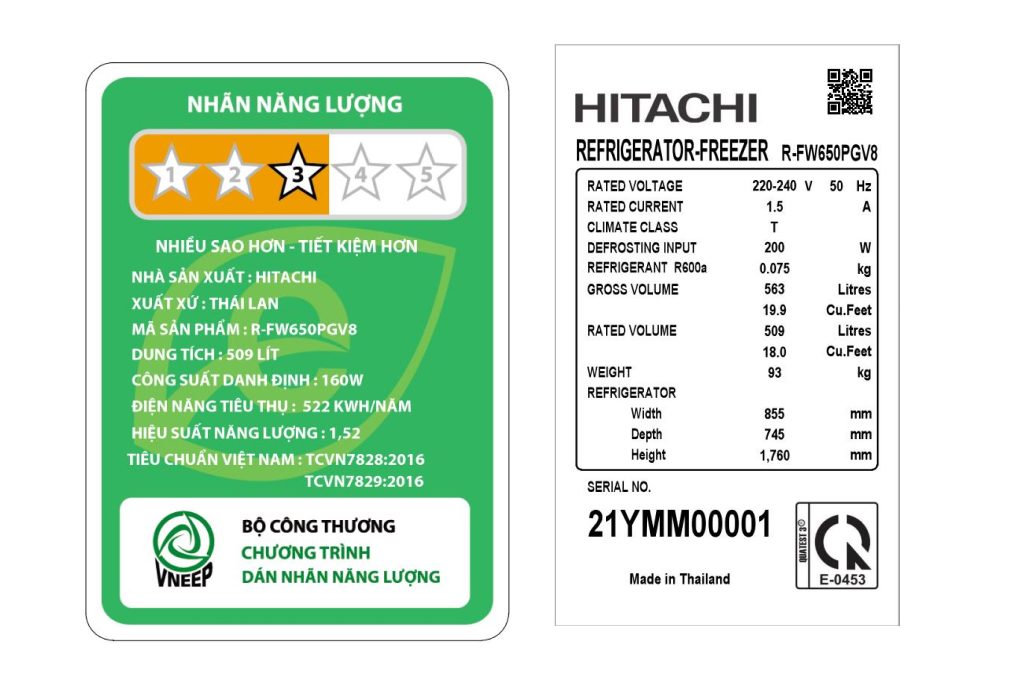 NHÃN NĂNG LƯỢNG
1 2 3 4 5
NHIỀU SAO HƠN - TIẾT KIỆM HƠN
NHÀ SẢN XUẤT : HITACHI
XUẤT XỨ : THÁI LAN
MÃ SẢN PHẨM : R-FW650PGV8
DUNG TÍCH : 509 LÍT
CÔNG SUẤT DANH ĐỊNH : 160W
ĐIỆN NĂNG TIÊU THỤ : 522 KWH/NĂM
HIỆU SUẤT NĂNG LƯỢNG : 1,52
TIÊU CHUẨN VIỆT NAM : TCVN7828:2016
TCVN7829:2016
VNEEP
BỘ CÔNG THƯƠNG
CHƯƠNG TRÌNH
DÁN NHÃN NĂNG LƯỢNG
HITACHI
REFRIGERATOR-FREEZER R-FW650PGV8
RATED VOLTAGE 220-240 V 50 Hz
RATED CURRENT 1.5 A
CLIMATE CLASS T
DEFROSTING INPUT 200 W
REFRIGERANT R600a 0.075 kg
GROSS VOLUME 563 Litres
19.9 Cu.Feet
RATED VOLUME 509 Litres
18.0 Cu.Feet
WEIGHT 93 kg
REFRIGERATOR
Width 855 mm
Depth 745 mm
Height 1,760 mm
SERIAL NO.
21YMM00001
Made in Thailand
QUATEST 3®
E-0453